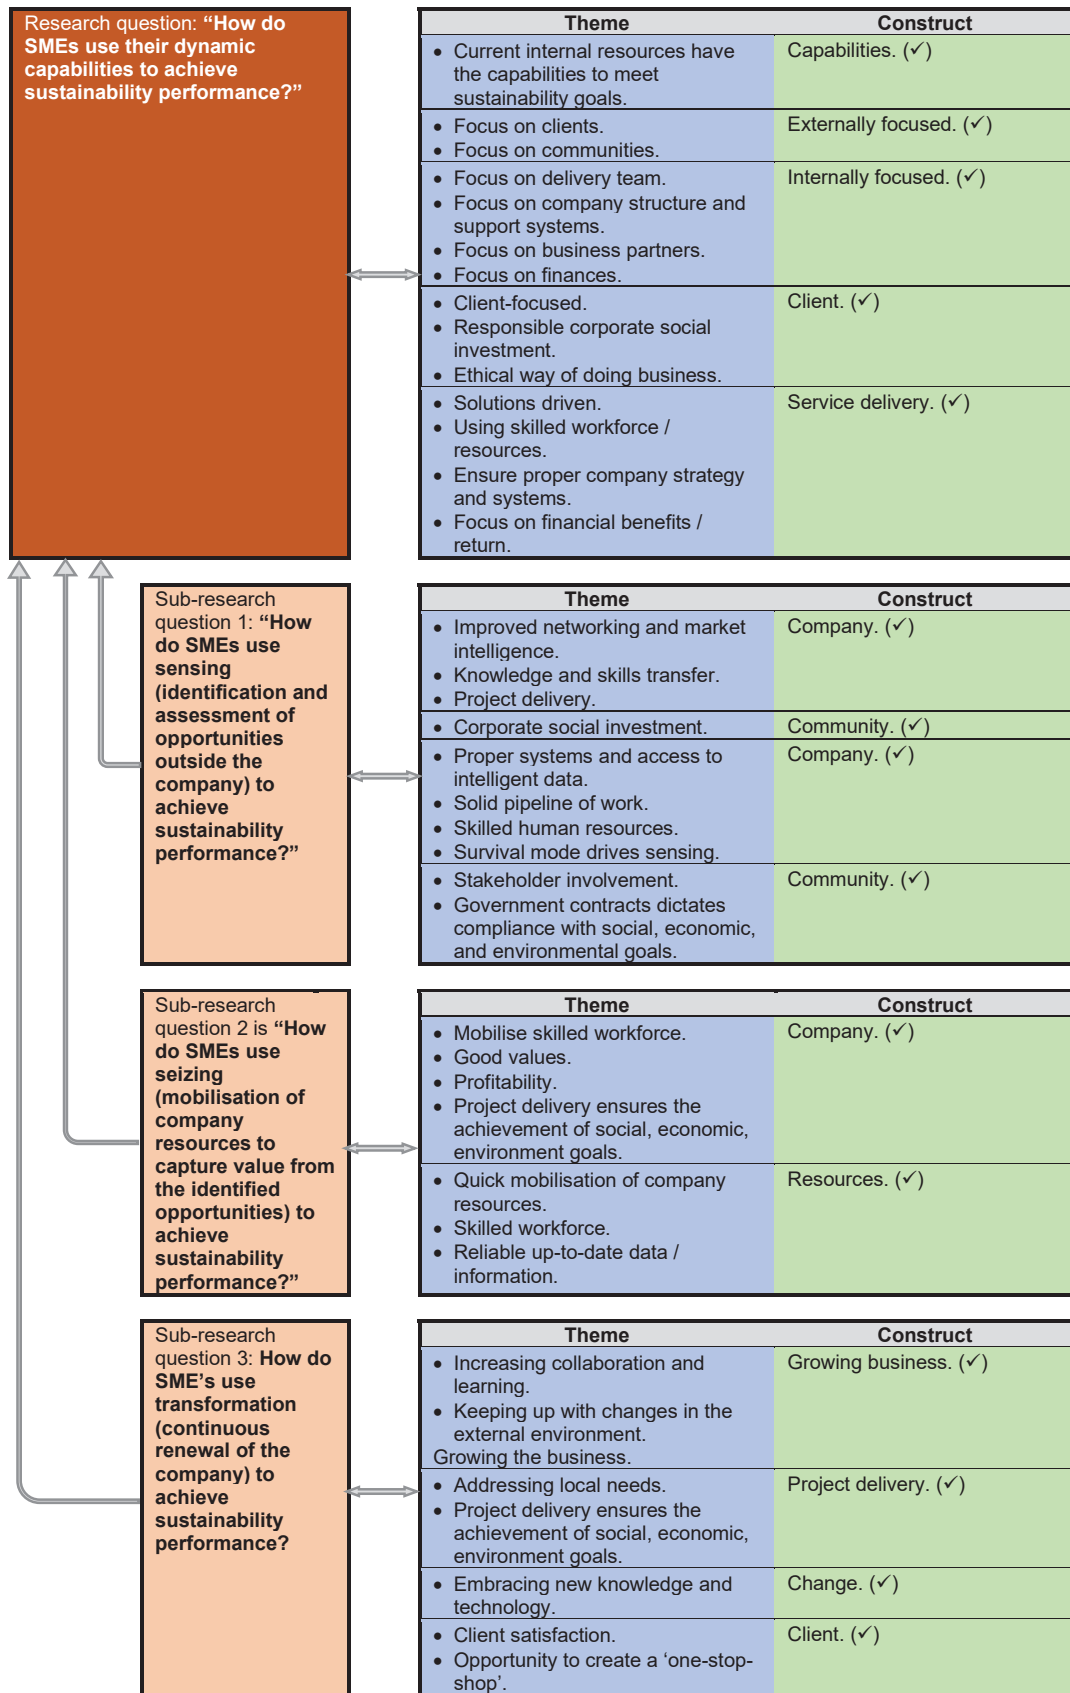 Research question: “How do
SMEs use their dynamic
capabilities to achieve
sustainability performance?”
Theme
Construct
• Current internal resources have
the capabilities to meet
sustainability goals.
Capabilities. (✓)
• Focus on clients.
• Focus on communities.
Externally focused. (✓)
• Focus on delivery team.
• Focus on company structure and
support systems.
• Focus on business partners.
• Focus on finances.
Internally focused. (✓)
• Client-focused.
• Responsible corporate social
investment.
• Ethical way of doing business.
Client. (✓)
• Solutions driven.
• Using skilled workforce /
resources.
• Ensure proper company strategy
and systems.
• Focus on financial benefits /
return.
Service delivery. (✓)
Sub-research
question 1: “How
do SMEs use
sensing
(identification and
assessment of
opportunities
outside the
company) to
achieve
sustainability
performance?”
Theme
Construct
• Improved networking and market
intelligence.
• Knowledge and skills transfer.
• Project delivery.
Company. (✓)
• Corporate social investment.
Community. (✓)
• Proper systems and access to
intelligent data.
• Solid pipeline of work.
• Skilled human resources.
• Survival mode drives sensing.
Company. (✓)
• Stakeholder involvement.
• Government contracts dictates
compliance with social, economic,
and environmental goals.
Community. (✓)
Sub-research
question 2 is “How
do SMEs use
seizing
(mobilisation of
company
resources to
capture value from
the identified
opportunities) to
achieve
sustainability
performance?”
Theme
Construct
• Mobilise skilled workforce.
• Good values.
• Profitability.
• Project delivery ensures the
achievement of social, economic,
environment goals.
Company. (✓)
• Quick mobilisation of company
resources.
• Skilled workforce.
• Reliable up-to-date data /
information.
Resources. (✓)
Sub-research
question 3: How do
SME’s use
transformation
(continuous
renewal of the
company) to
achieve
sustainability
performance?
Theme
Construct
• Increasing collaboration and
learning.
• Keeping up with changes in the
external environment.
Growing the business.
Growing business. (✓)
• Addressing local needs.
• Project delivery ensures the
achievement of social, economic,
environment goals.
Project delivery. (✓)
• Embracing new knowledge and
technology.
Change. (✓)
• Client satisfaction.
• Opportunity to create a ‘one-stop-
shop’.
Client. (✓)